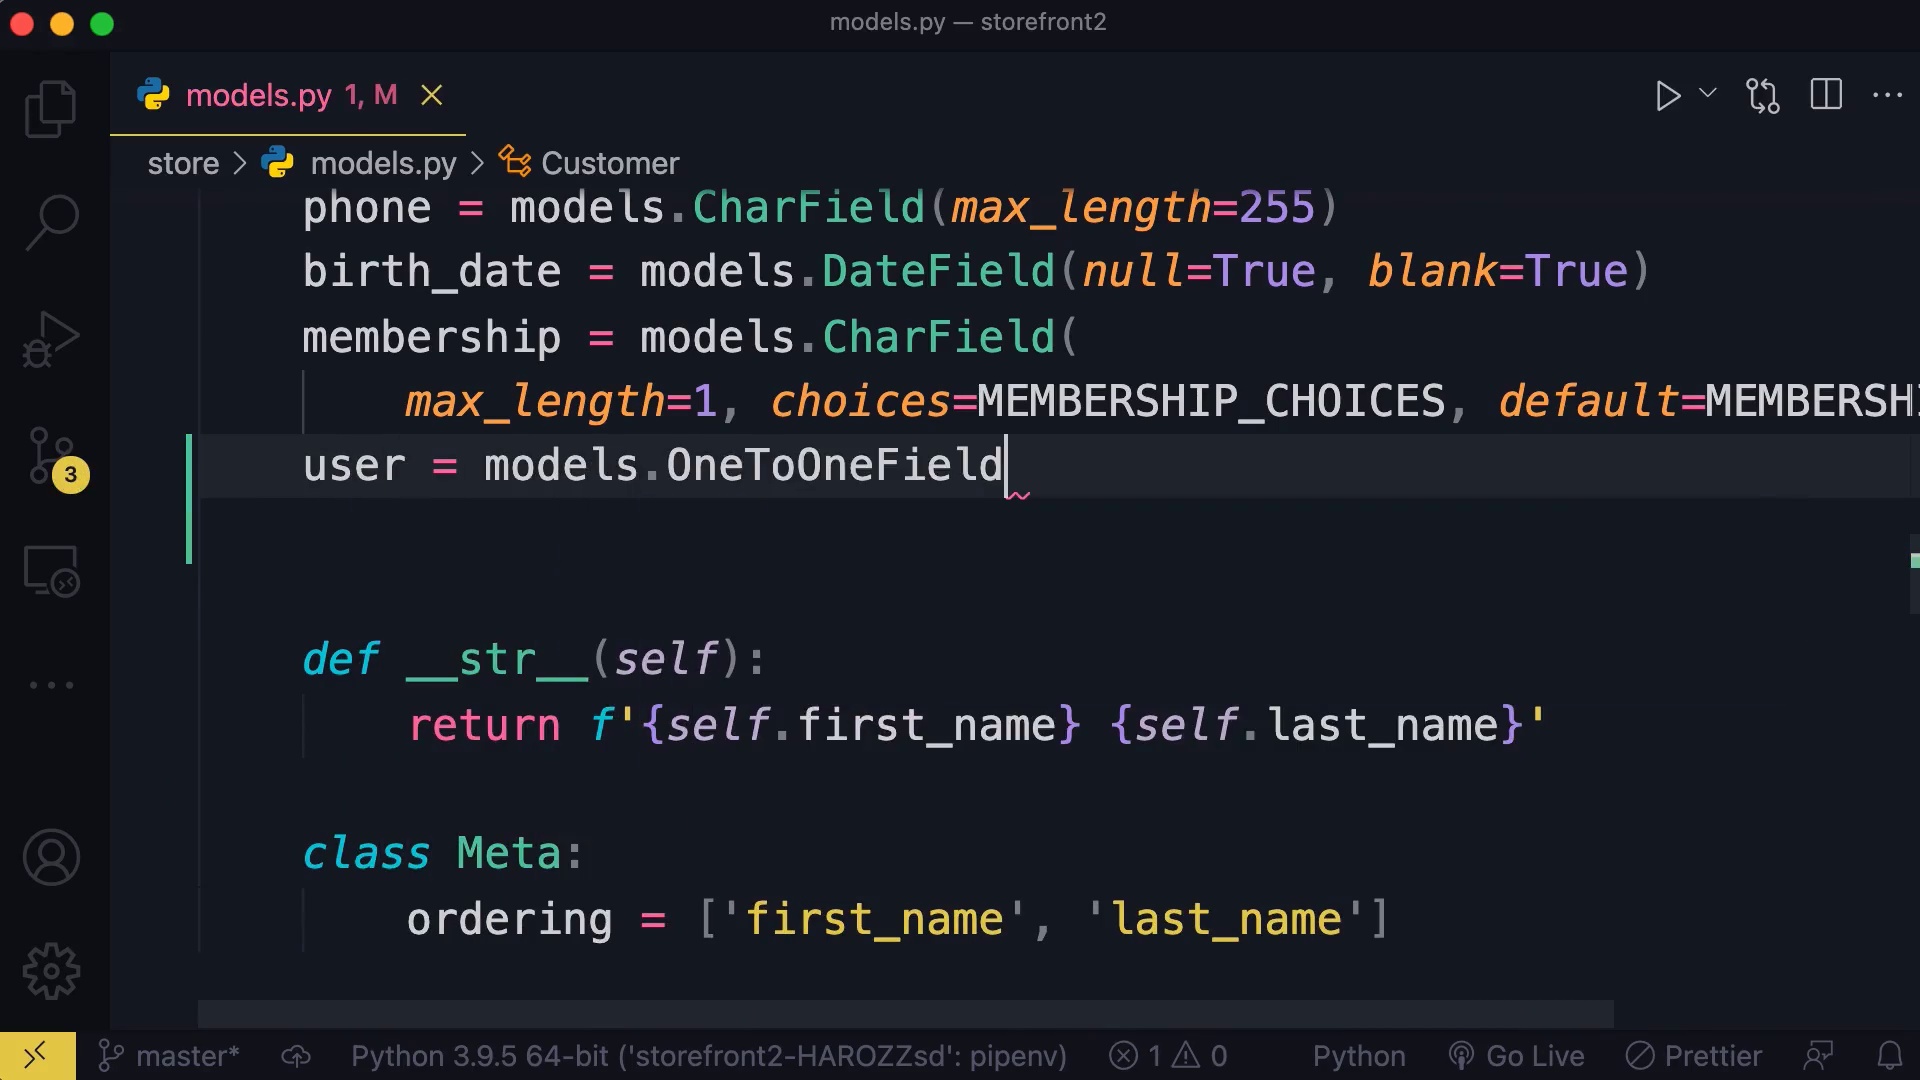 models.py — storefront2
models.py 1, M
store > models.py > Customer
phone = models.CharField(max_length=255)
birth_date = models.DateField(null=True, blank=True)
membership = models.CharField(
max_length=1, choices=MEMBERSHIP_CHOICES, default=MEMBERSHI
user = models.OneToOneField
3
def __str__(self):
return f'{self.first_name} {self.last_name}'
class Meta:
ordering = ['first_name', 'last_name']
master* Python 3.9.5 64-bit ('storefront2-HAROZZsd': pipenv) 1 0 Python Go Live Prettier